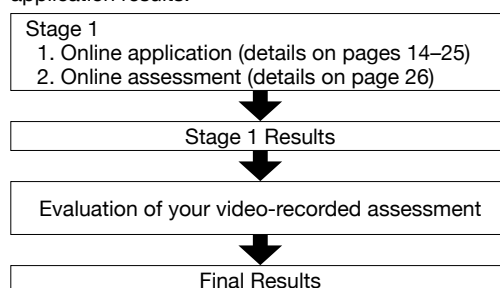 application results.
Stage 1
1. Online application (details on pages 14–25)
2. Online assessment (details on page 26)
Stage 1 Results
Evaluation of your video-recorded assessment
Final Results